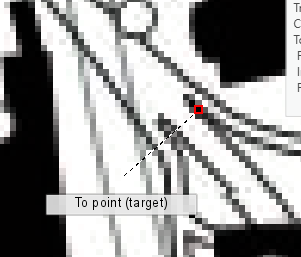 To point (target)